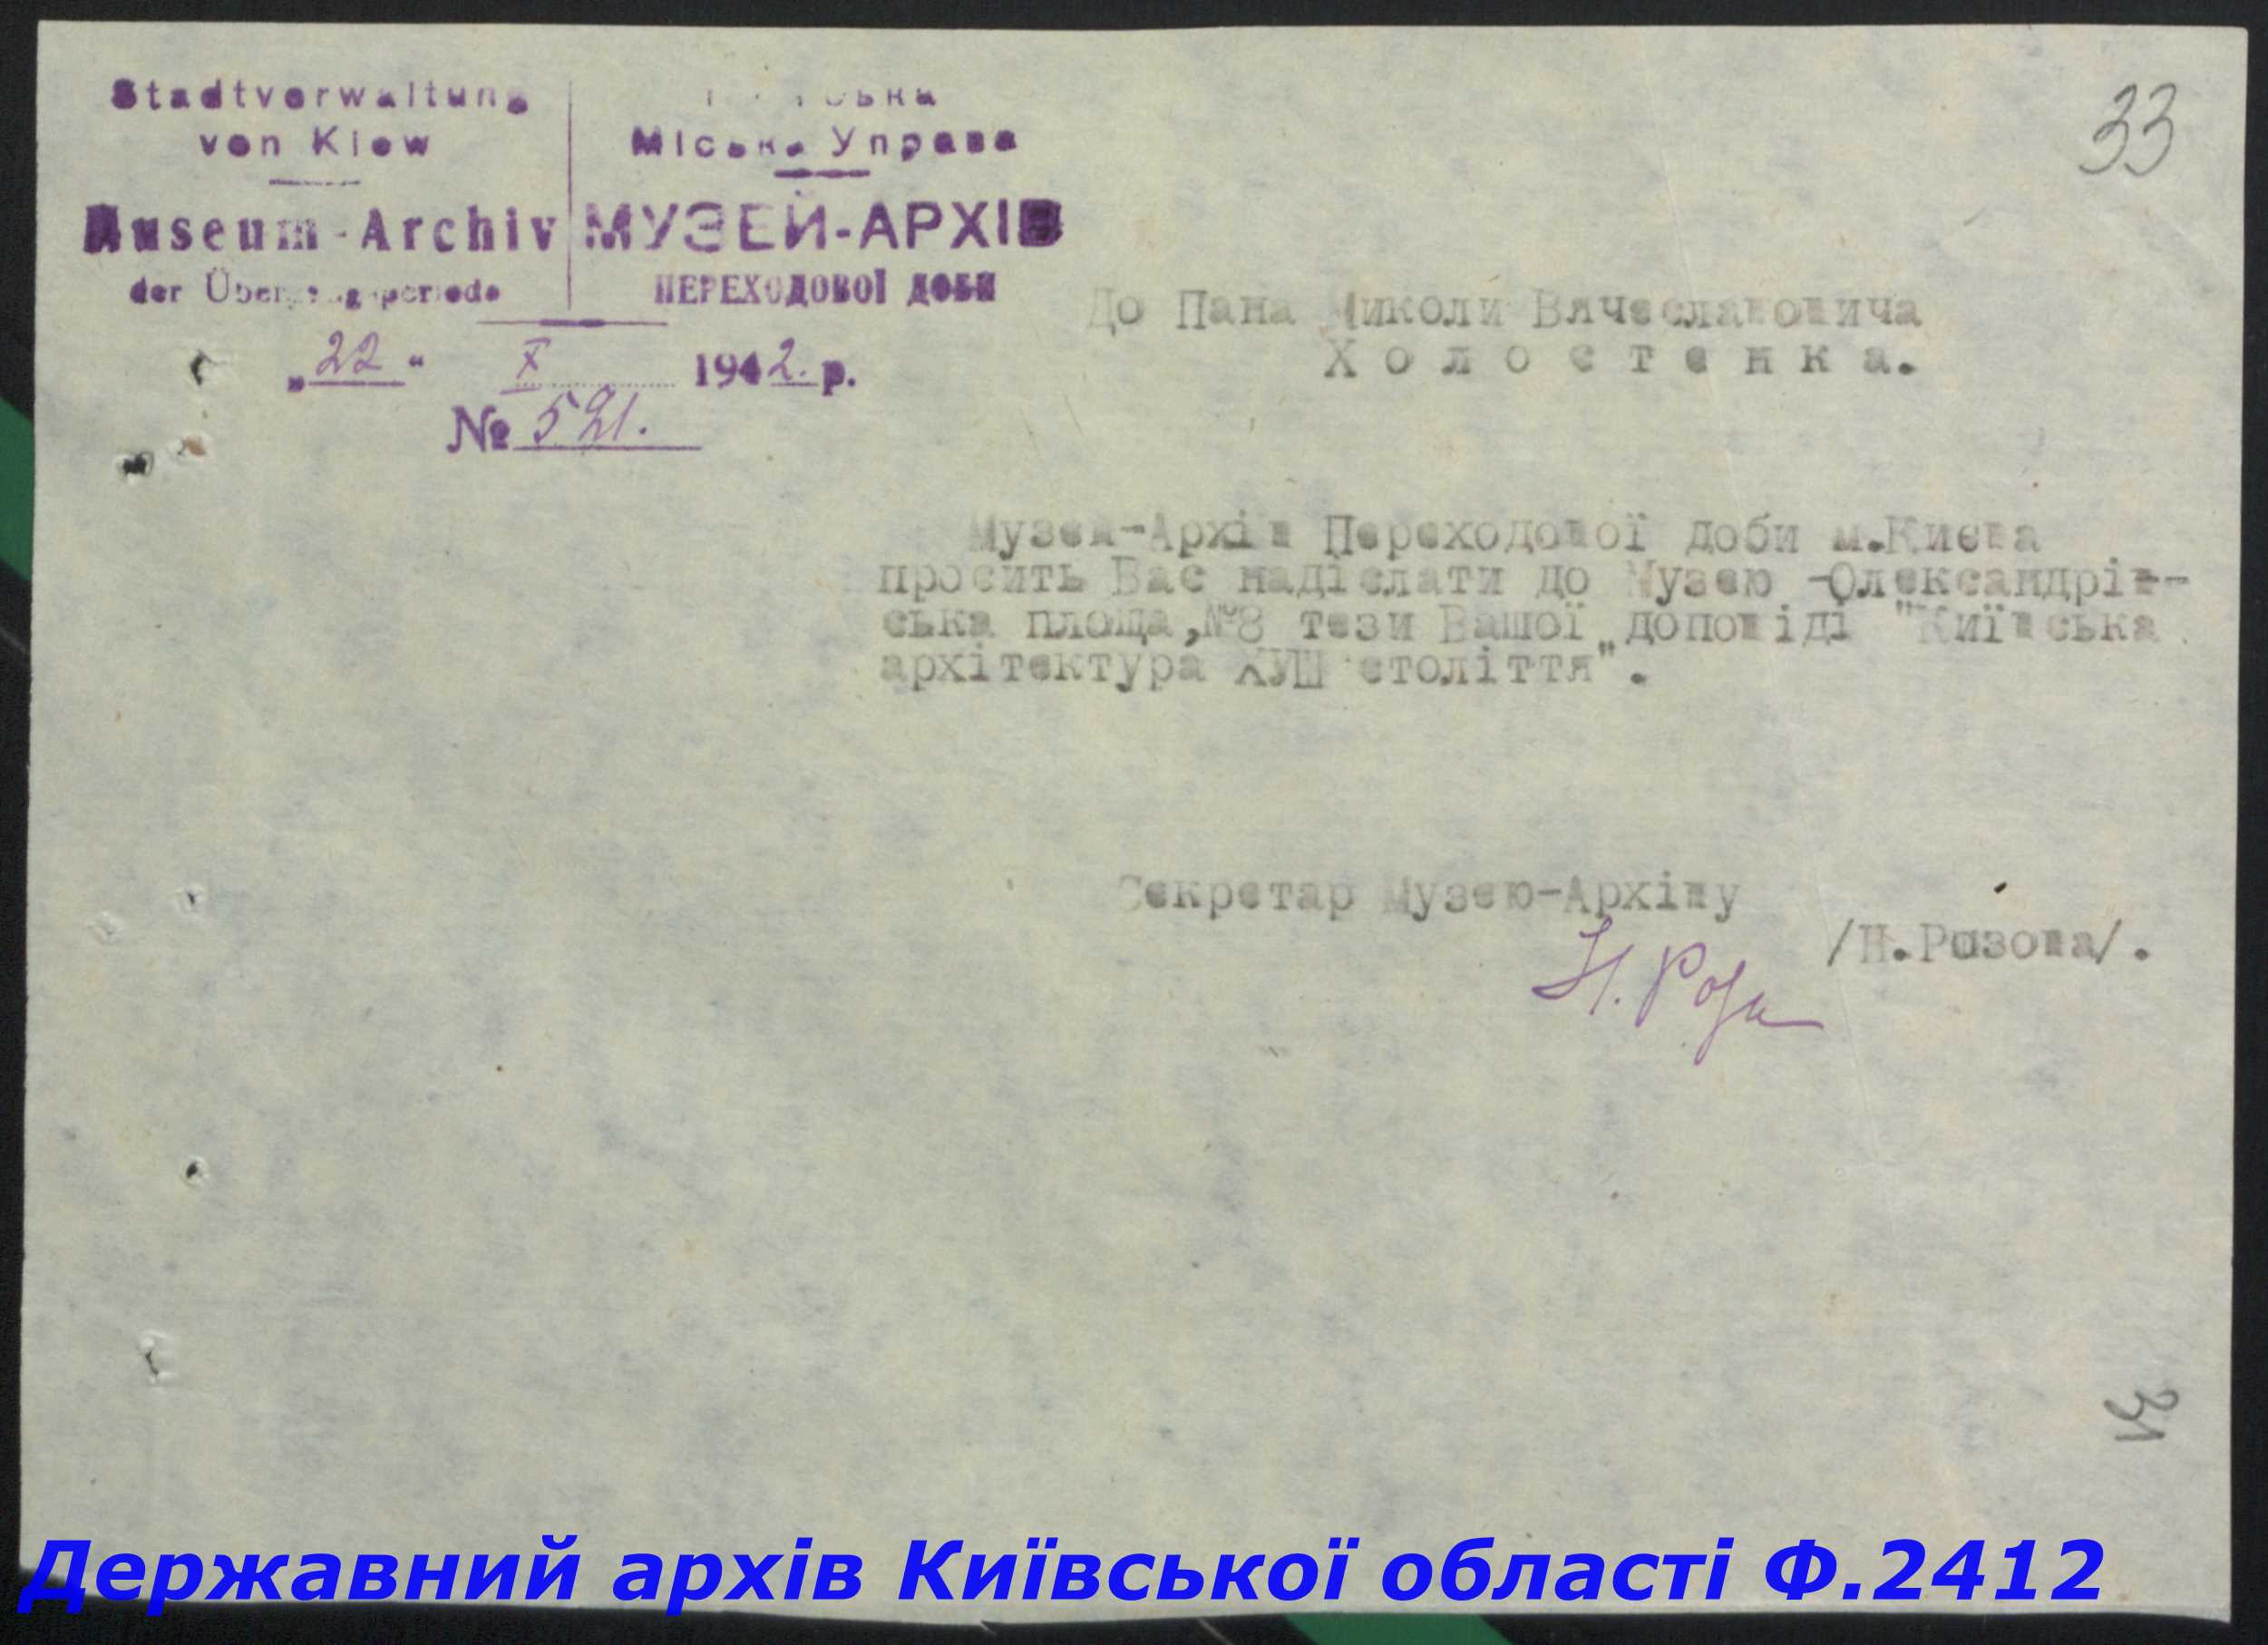 Stadtverwaltung
von Kiew
Museum-Archiv
der Übergangsperiode
Міська Управа
МУЗЕЙ-АРХІВ
ПЕРЕХОДОВОЇ ДОБИ
„22“ X 1942. р.
№ 521.
33
До Пана Миколи Вячеславовича
Холостенка.
Музей-Архів Переходової доби м.Києва
просить Вас надіслати до Музею -Олександрів-
ська площа,№8 тези Вашої доповіді "Київська
архітектура ХУШ століття".
Секретар Музею-Архіву
/Н.Розова/.
Н. Роз
Державний архів Київської області Ф.2412